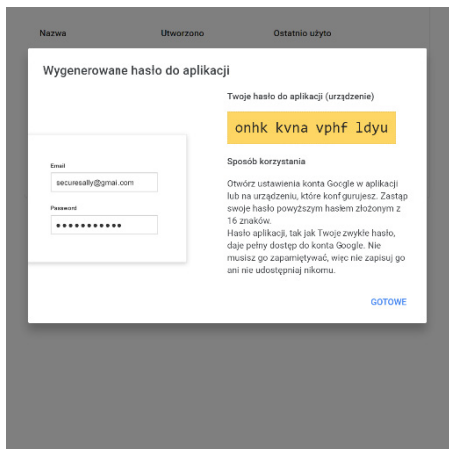 Nazwa Utworzono Ostatnio użyto
Wygenerowane hasło do aplikacji
Twoje hasło do aplikacji (urządzenie)
onhk kvna vphf ldyu
Email
securesally@gmai.com
Password
Sposób korzystania
Otwórz ustawienia konta Google w aplikacji
lub na urządzeniu, które konfigurujesz. Zastąp
swoje hasło powyższym hasłem złożonym z
16 znaków.
Hasło aplikacji, tak jak Twoje zwykłe hasło,
daje pełny dostęp do konta Google. Nie
musisz go zapamiętywać, więc nie zapisuj go
ani nie udostępniaj nikomu.
GOTOWE